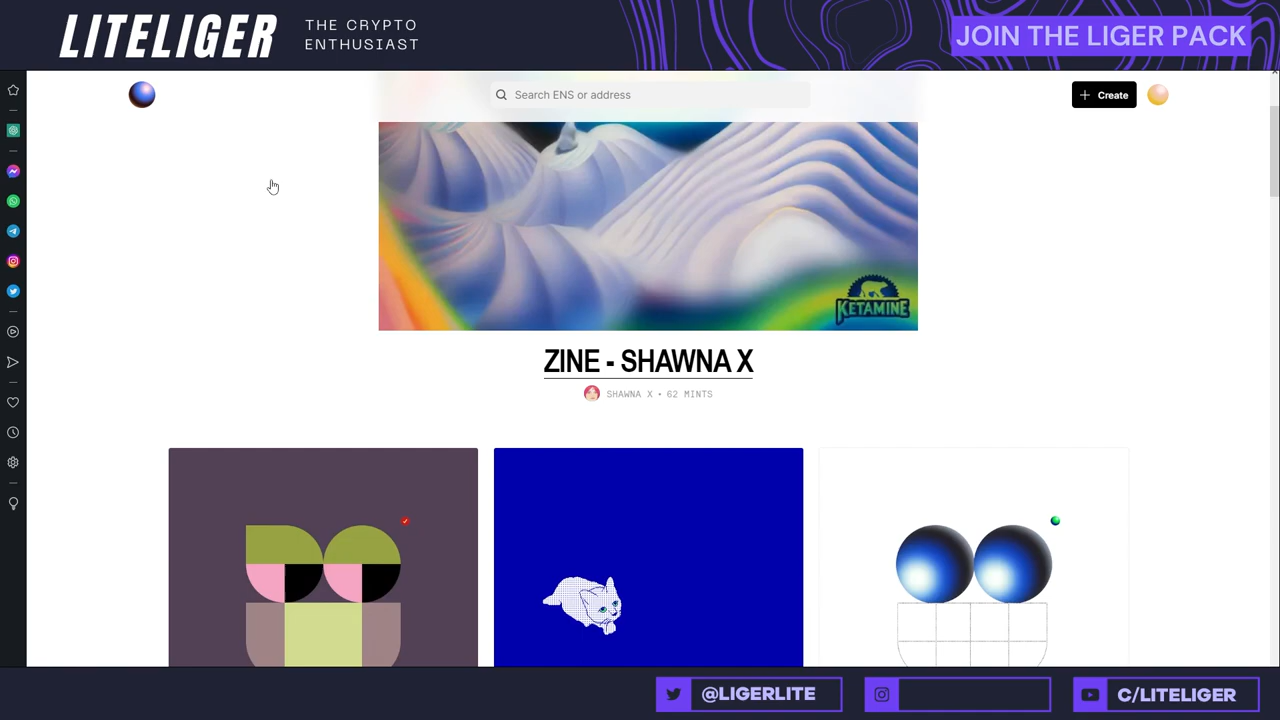 LITELIGER
THE CRYPTO
ENTHUSIAST
JOIN THE LIGER PACK
Search ENS or address
Create
KETAMINE
ZINE - SHAWNA X
SHAWNA X • 62 MINTS
@LIGERLITE
C/LITELIGER